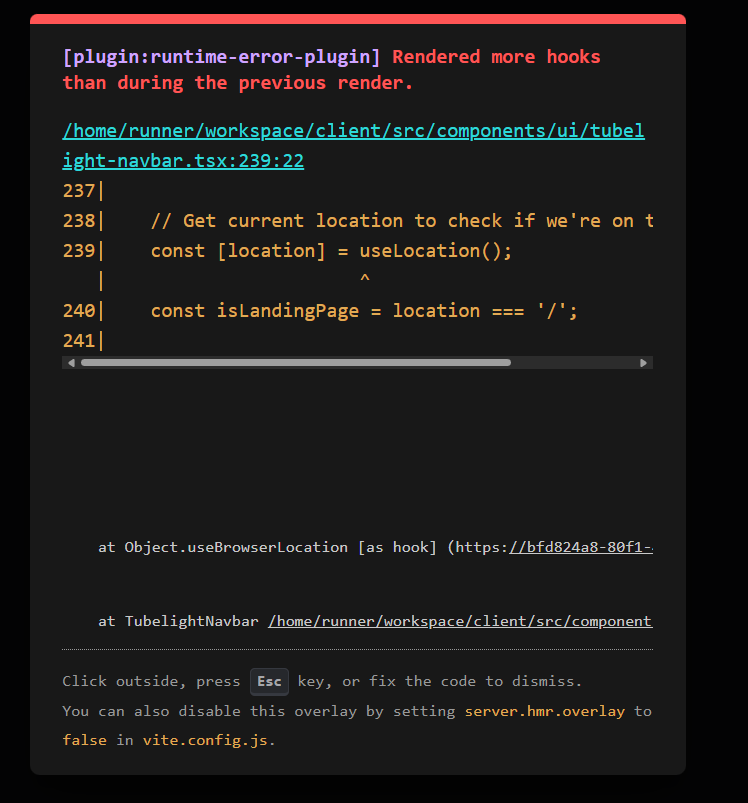 [plugin:runtime-error-plugin] Rendered more hooks
than during the previous render.
/home/runner/workspace/client/src/components/ui/tubel
ight-navbar.tsx:239:22
237|
238|    // Get current location to check if we're on t
239|    const [location] = useLocation();
|                       ^
240|    const isLandingPage = location === '/';
241|
at Object.useBrowserLocation [as hook] (https://bfd824a8-80f1-
at TubelightNavbar /home/runner/workspace/client/src/component
Click outside, press Esc key, or fix the code to dismiss.
You can also disable this overlay by setting server.hmr.overlay to
false in vite.config.js.